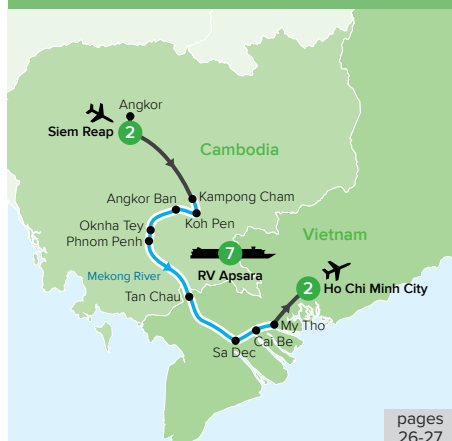 Angkor
Siem Reap
2
Cambodia
Angkor Ban
Kampong Cham
Koh Pen
Oknha Tey
Phnom Penh
Vietnam
7
RV Apsara
Mekong River
2
Ho Chi Minh City
Tan Chau
My Tho
Cai Be
Sa Dec
pages
26-27